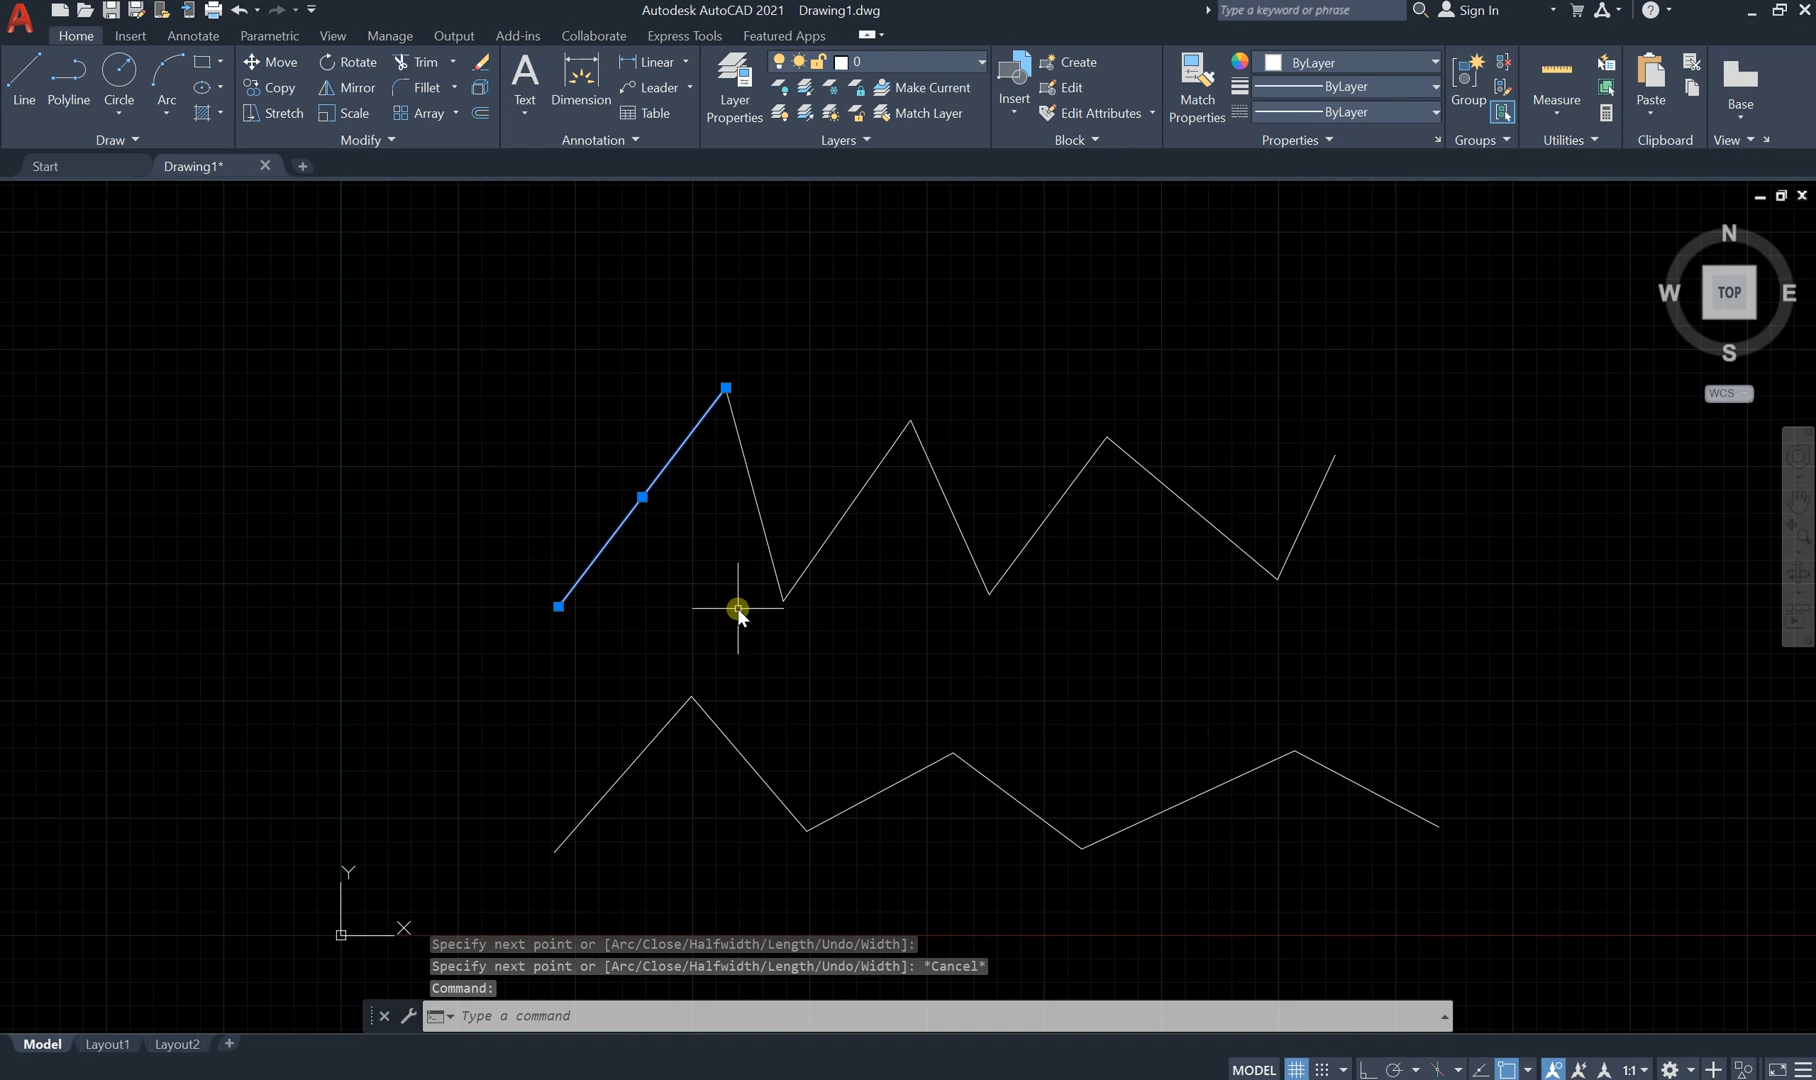 Autodesk AutoCAD 2021 Drawing1.dwg
Type a keyword or phrase
Sign In
Home Insert Annotate Parametric View Manage Output Add-ins Collaborate Express Tools Featured Apps
Line
Polyline
Circle
Arc
Draw
Move
Rotate
Trim
Copy
Mirror
Fillet
Stretch
Scale
Array
Modify
A
Text
Dimension
Linear
Leader
Table
Annotation
Layer
Properties
0
Make Current
Match Layer
Layers
Insert
Create
Edit
Edit Attributes
Block
Match
Properties
ByLayer
ByLayer
ByLayer
Properties
Group
Groups
Measure
Utilities
Paste
Clipboard
Base
View
Start
Drawing1*
N
W
TOP
E
S
WCS
Y
X
Specify next point or [Arc/Close/Halfwidth/Length/Undo/Width]:
Specify next point or [Arc/Close/Halfwidth/Length/Undo/Width]: *Cancel*
Command:
Type a command
Model Layout1 Layout2
MODEL
1:1